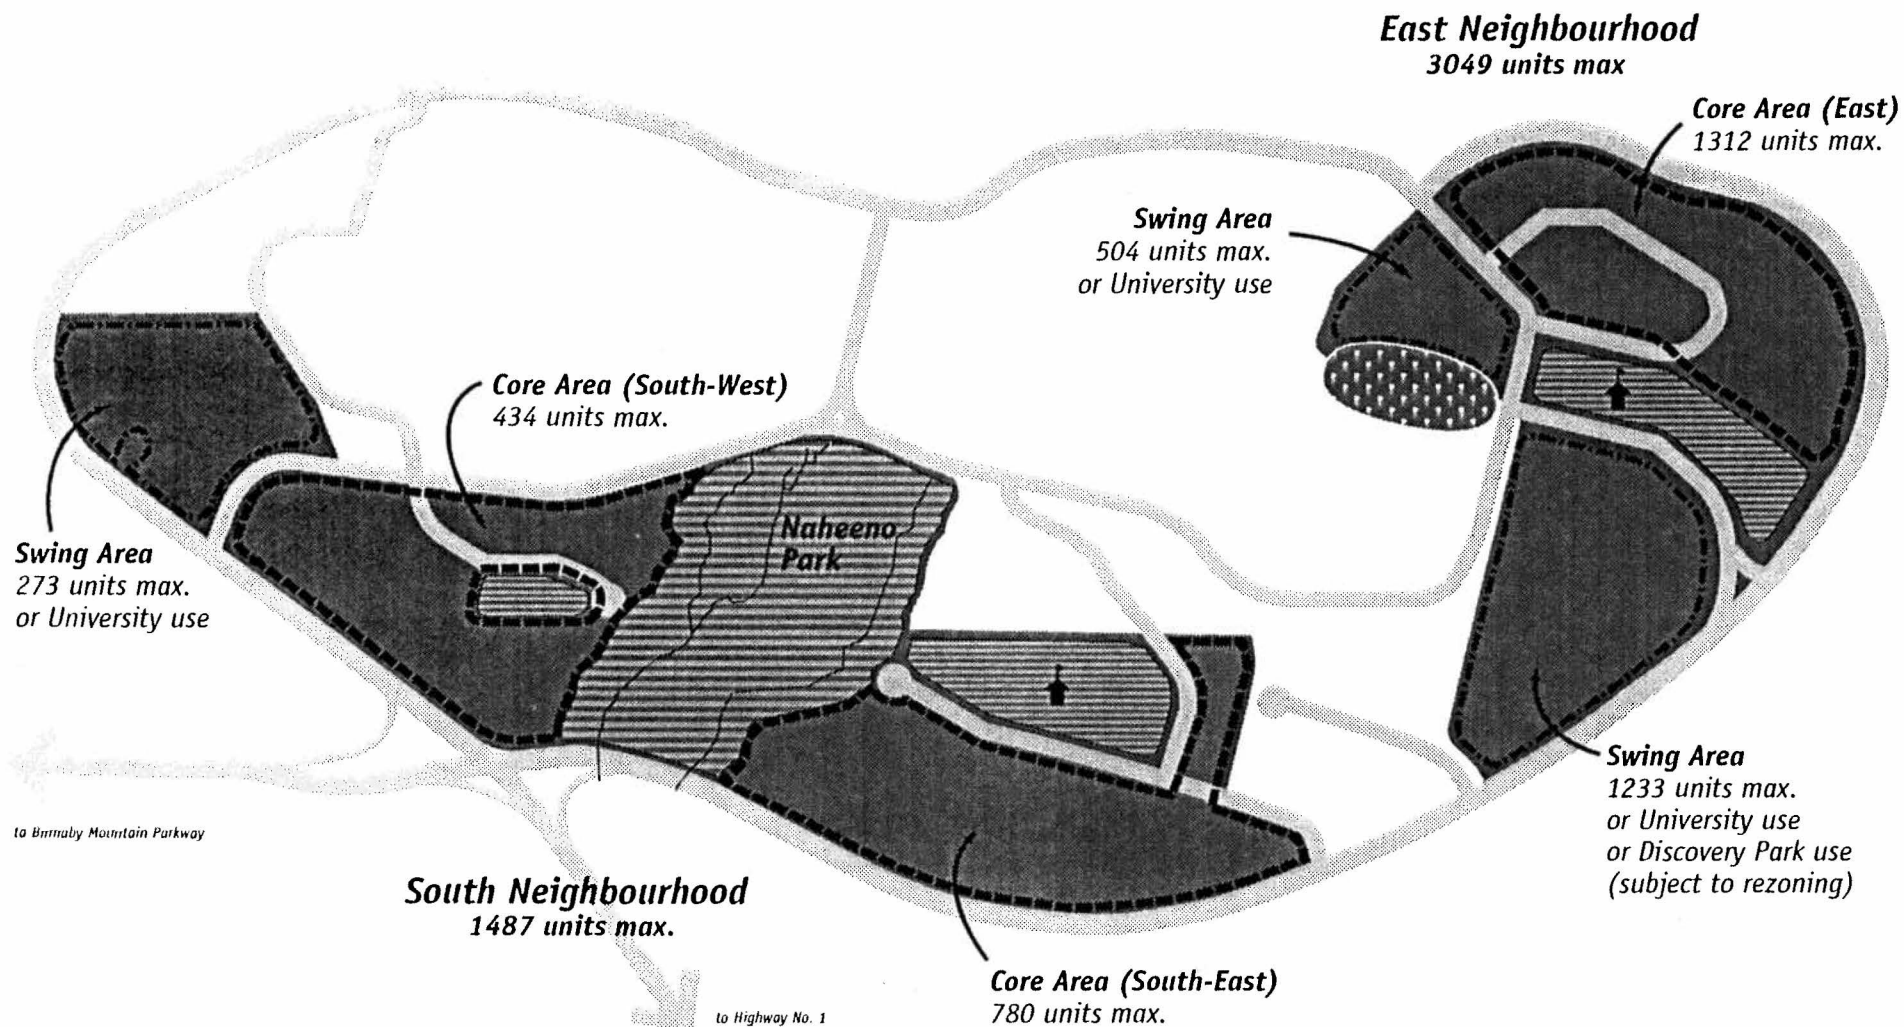 East Neighbourhood
3049 units max
Core Area (East)
1312 units max.
Swing Area
504 units max.
or University use
Core Area (South-West)
434 units max.
Naheeno
Park
Swing Area
273 units max.
or University use
Swing Area
1233 units max.
or University use
or Discovery Park use
(subject to rezoning)
to Burnaby Mountain Parkway
South Neighbourhood
1487 units max.
Core Area (South-East)
780 units max.
to Highway No. 1